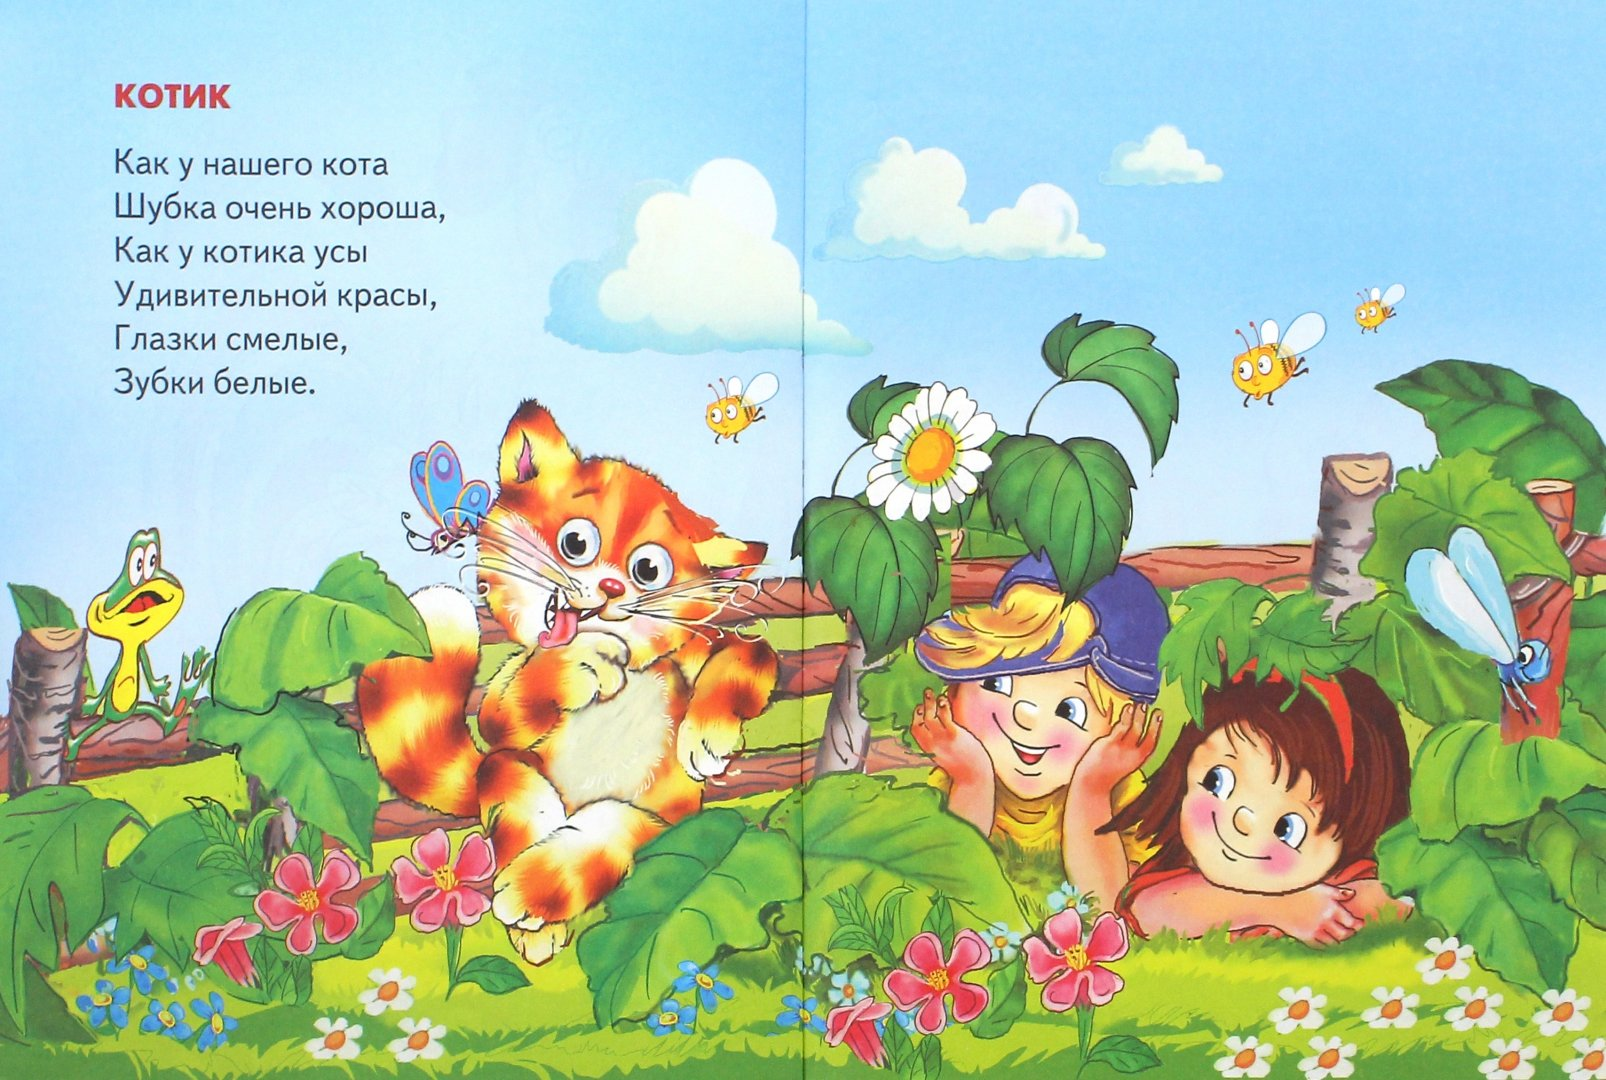 КОТИК
Как у нашего кота
Шубка очень хороша,
Как у котика усы
Удивительной красы,
Глазки смелые,
Зубки белые.